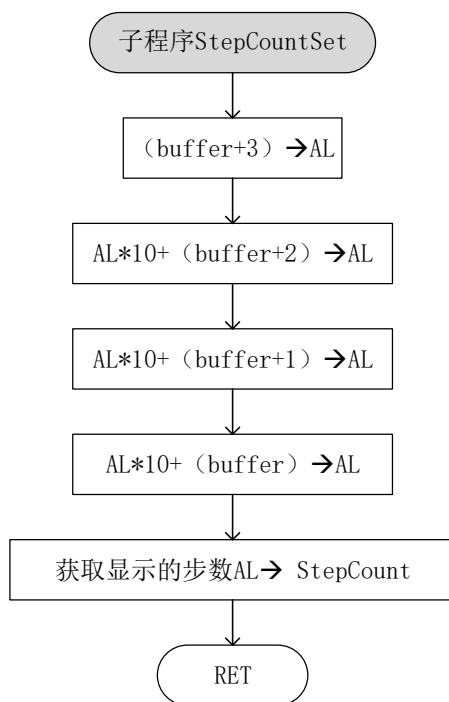 子程序StepCountSet
（buffer+3）→AL
AL*10+（buffer+2）→AL
AL*10+（buffer+1）→AL
AL*10+（buffer）→AL
获取显示的步数AL→ StepCount
RET